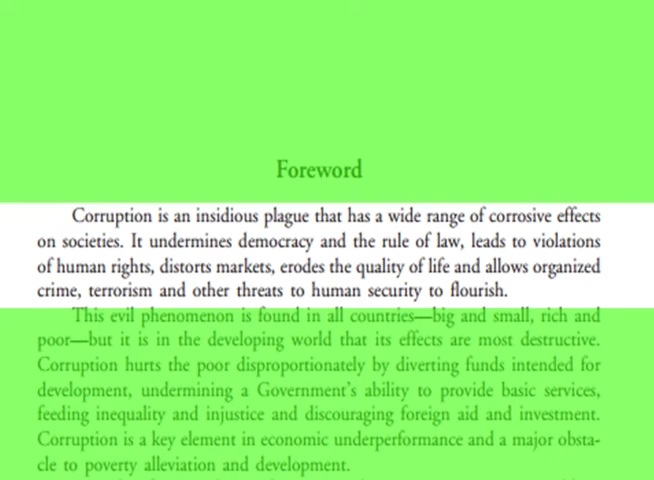 Foreword
Corruption is an insidious plague that has a wide range of corrosive effects
on societies. It undermines democracy and the rule of law, leads to violations
of human rights, distorts markets, erodes the quality of life and allows organized
crime, terrorism and other threats to human security to flourish.
This evil phenomenon is found in all countries—big and small, rich and
poor—but it is in the developing world that its effects are most destructive.
Corruption hurts the poor disproportionately by diverting funds intended for
development, undermining a Government's ability to provide basic services,
feeding inequality and injustice and discouraging foreign aid and investment.
Corruption is a key element in economic underperformance and a major obsta-
cle to poverty alleviation and development.